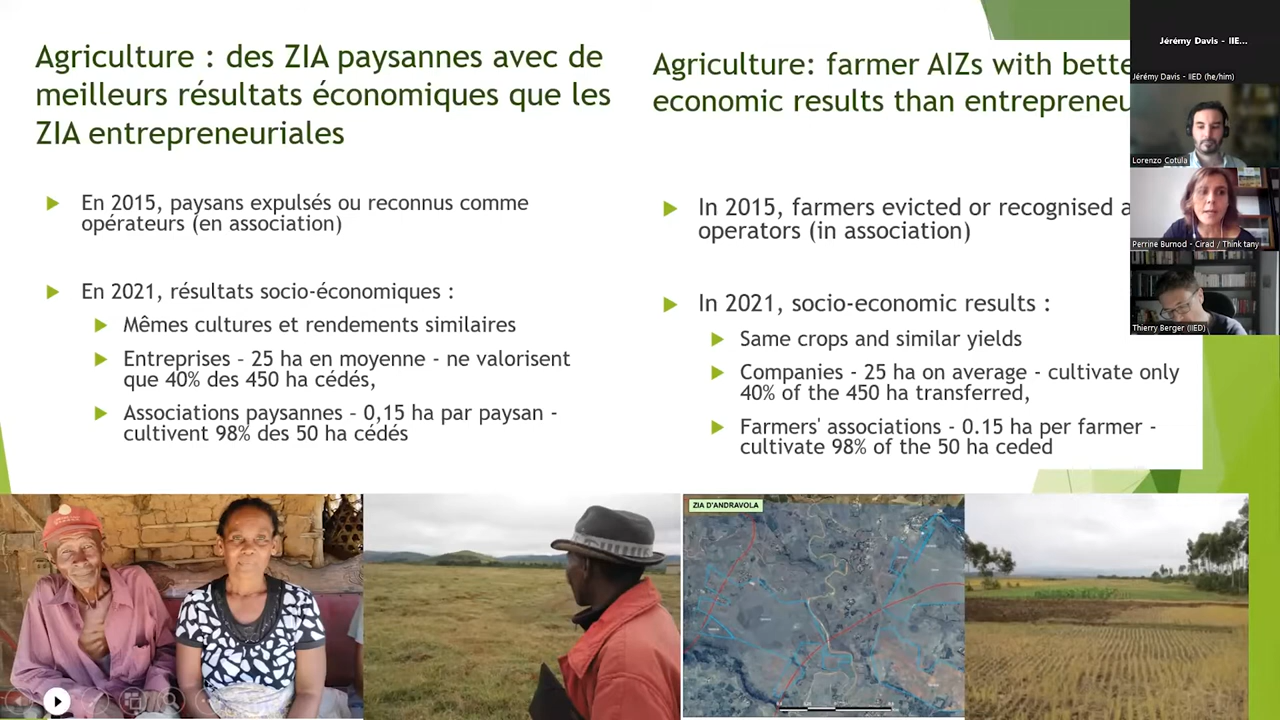 Agriculture : des ZIA paysannes avec de
meilleurs résultats économiques que les
ZIA entrepreneuriales
En 2015, paysans expulsés ou reconnus comme
opérateurs (en association)
En 2021, résultats socio-économiques :
Mêmes cultures et rendements similaires
Entreprises – 25 ha en moyenne - ne valorisent
que 40% des 450 ha cédés,
Associations paysannes – 0,15 ha par paysan -
cultivent 98% des 50 ha cédés
Agriculture: farmer AIZs with bette
economic results than entrepreneu
In 2015, farmers evicted or recognised a
operators (in association)
In 2021, socio-economic results :
Same crops and similar yields
Companies - 25 ha on average - cultivate only
40% of the 450 ha transferred,
Farmers' associations - 0.15 ha per farmer -
cultivate 98% of the 50 ha ceded
Jérémy Davis - IIE...
Jérémy Davis - IIED (he/him)
Lorenzo Cotula
Perrine Burnod - Cirad / Think tany
Thierry Berger (IIED)
ZIA D'ANDRAVOLA